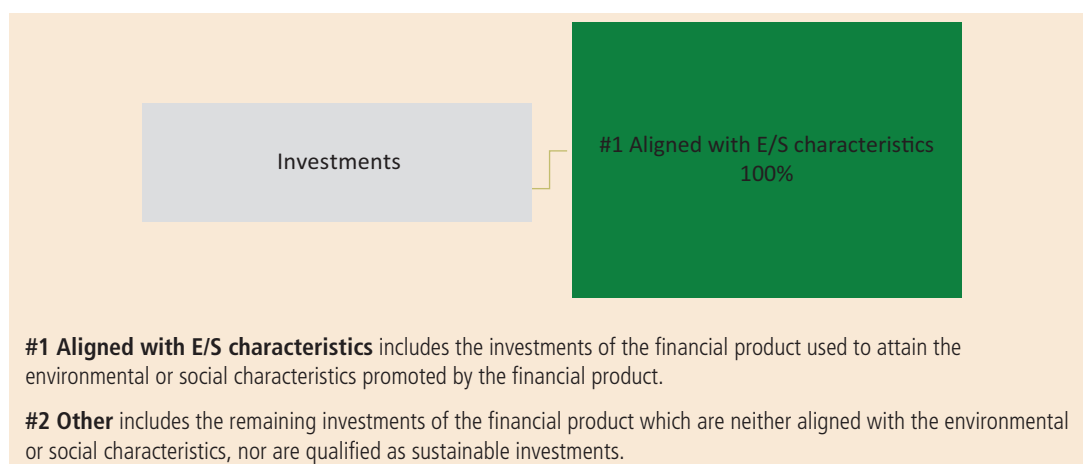 Investments
#1 Aligned with E/S characteristics
100%
#1 Aligned with E/S characteristics includes the investments of the financial product used to attain the
environmental or social characteristics promoted by the financial product.
#2 Other includes the remaining investments of the financial product which are neither aligned with the environmental
or social characteristics, nor are qualified as sustainable investments.